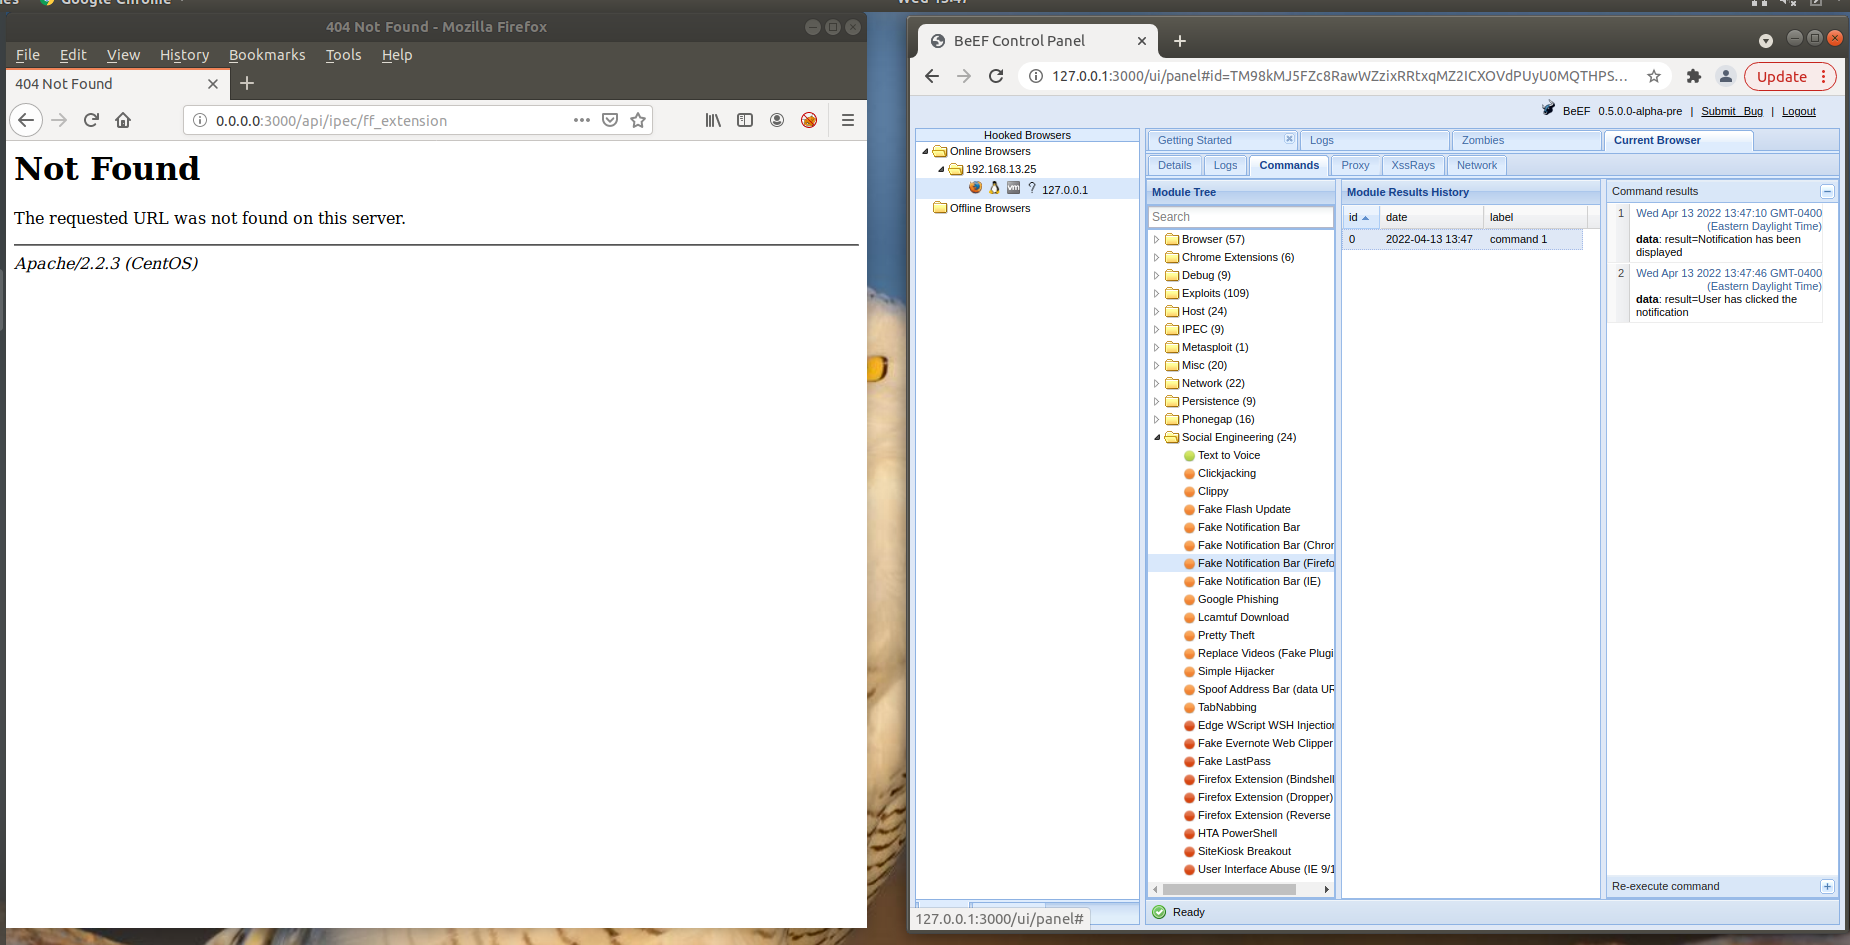 Google Chrome
Wed 13:47
404 Not Found - Mozilla Firefox
File Edit View History Bookmarks Tools Help
404 Not Found
0.0.0.0:3000/api/ipec/ff_extension
Not Found
The requested URL was not found on this server.
Apache/2.2.3 (CentOS)
BeEF Control Panel
127.0.0.1:3000/ui/panel#id=TM98kMJ5FZc8RawWZzixRRtxqMZ2ICXOVdPUyU0MQTHPS...
Update
BeEF 0.5.0.0-alpha-pre | Submit Bug | Logout
Hooked Browsers
Online Browsers
192.168.13.25
? 127.0.0.1
Offline Browsers
Getting Started Logs Zombies Current Browser
Details Logs Commands Proxy XssRays Network
Module Tree
Search
Browser (57)
Chrome Extensions (6)
Debug (9)
Exploits (109)
Host (24)
IPEC (9)
Metasploit (1)
Misc (20)
Network (22)
Persistence (9)
Phonegap (16)
Social Engineering (24)
Text to Voice
Clickjacking
Clippy
Fake Flash Update
Fake Notification Bar
Fake Notification Bar (Chror
Fake Notification Bar (Firefo
Fake Notification Bar (IE)
Google Phishing
Lcamtuf Download
Pretty Theft
Replace Videos (Fake Plugi
Simple Hijacker
Spoof Address Bar (data UR
TabNabbing
Edge WScript WSH Injection
Fake Evernote Web Clipper
Fake LastPass
Firefox Extension (Bindshell
Firefox Extension (Dropper)
Firefox Extension (Reverse
HTA PowerShell
SiteKiosk Breakout
User Interface Abuse (IE 9/1
Module Results History
id date label
0 2022-04-13 13:47 command 1
Command results
1 Wed Apr 13 2022 13:47:10 GMT-0400
(Eastern Daylight Time)
data: result=Notification has been
displayed
2 Wed Apr 13 2022 13:47:46 GMT-0400
(Eastern Daylight Time)
data: result=User has clicked the
notification
Re-execute command
Ready
127.0.0.1:3000/ui/panel#